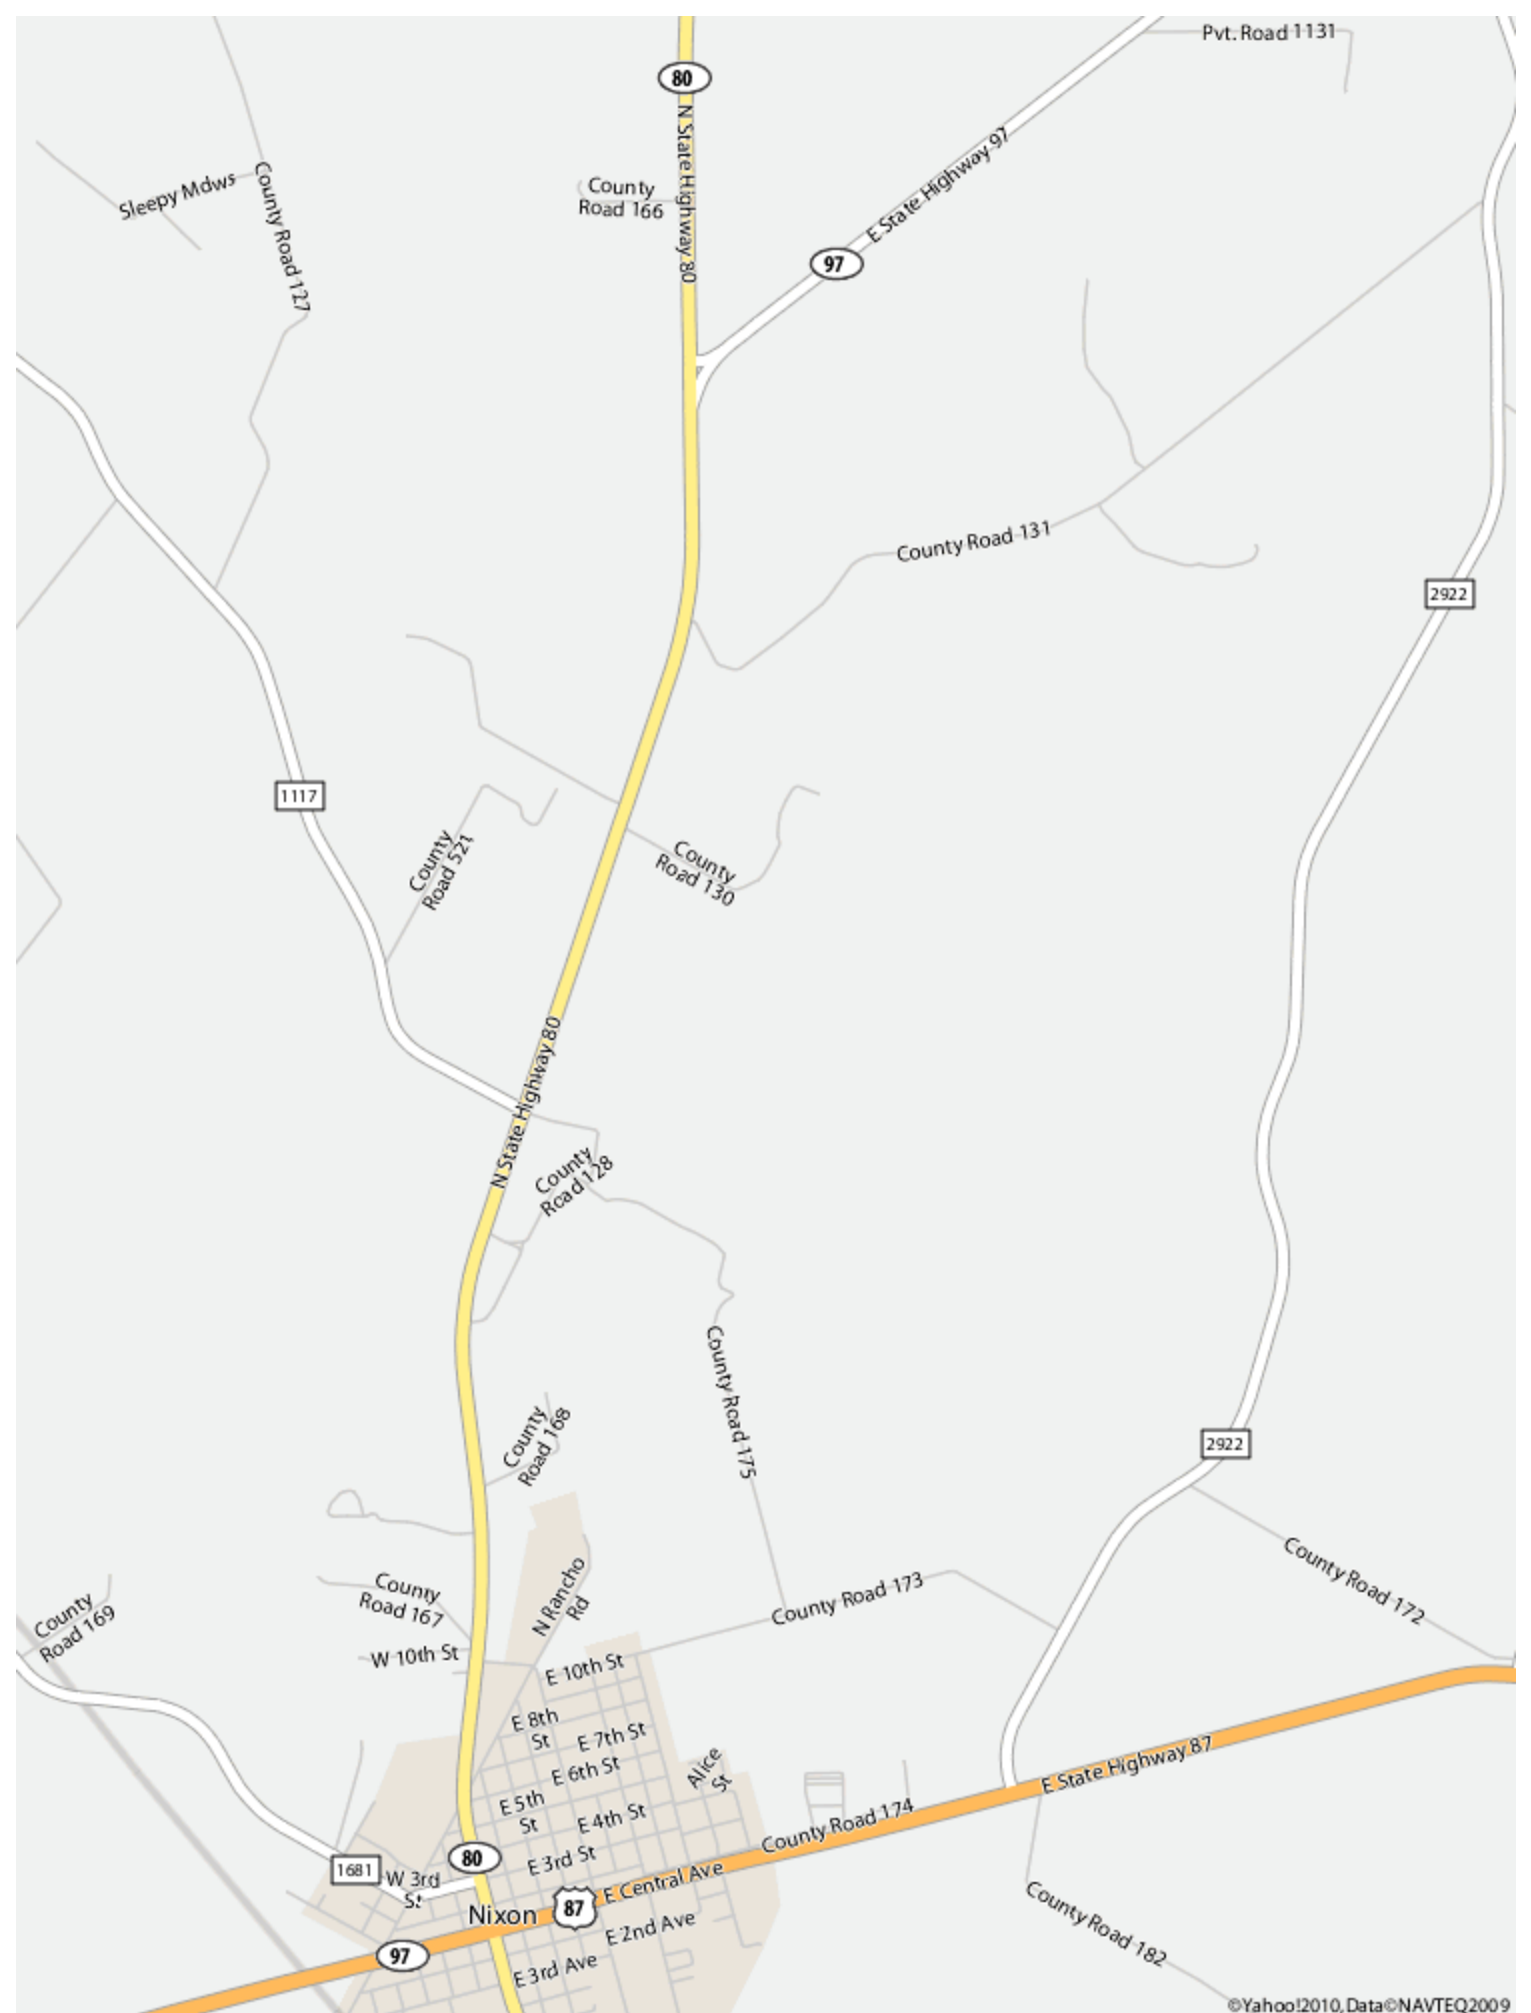 Pvt. Road 1131
80
N State Highway 80
E State Highway 97
Sleepy Mdws
County Road 127
County
Road 166
97
County Road 131
2922
1117
County
Road 521
County
Road 130
N State Highway 80
County
Road 128
County Road 175
County
Road 168
2922
County Road 172
N Rancho
Rd
County Road 173
County
Road 167
County
Road 169
W 10th St
E 10th St
E 8th
St
E 7th St
E 6th St
Alice
St
E State Highway 87
E 5th
St
E 4th St
County Road 174
80
E 3rd St
1681
W 3rd
St
E Central Ave
87
Nixon
County Road 182
E 2nd Ave
97
E 3rd Ave
©Yahoo!2010,Data©NAVTEQ2009